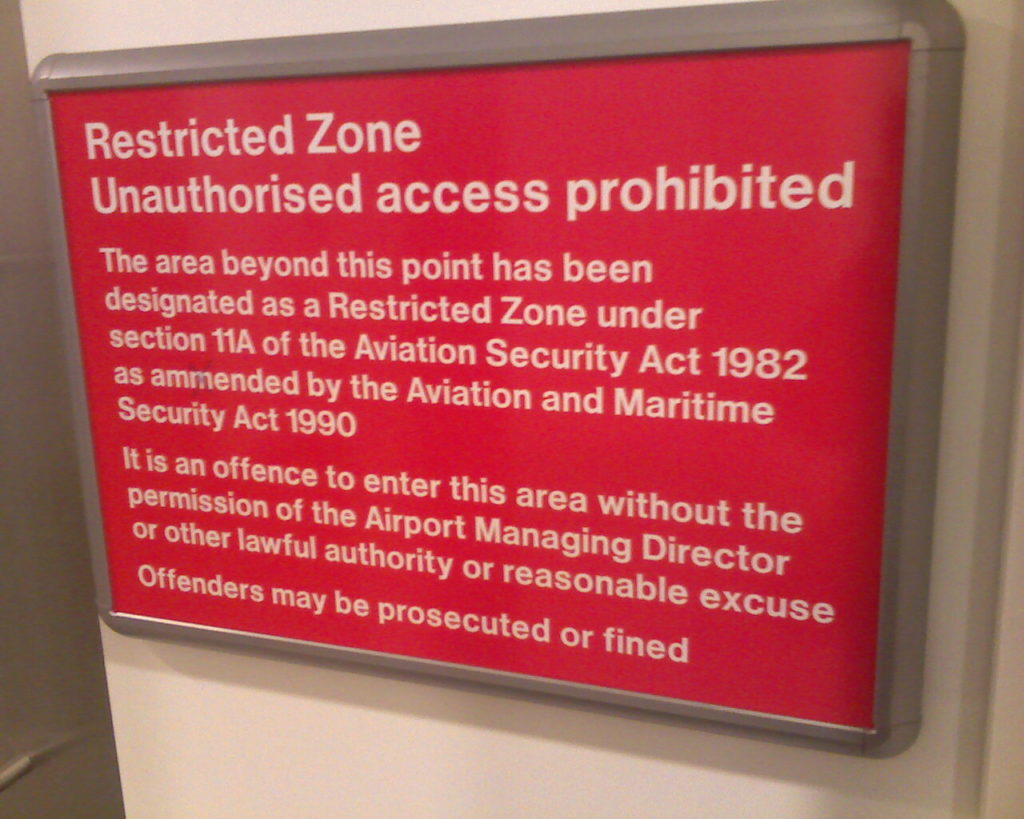 Restricted Zone
Unauthorised access prohibited
The area beyond this point has been
designated as a Restricted Zone under
section 11A of the Aviation Security Act 1982
as ammended by the Aviation and Maritime
Security Act 1990
It is an offence to enter this area without the
permission of the Airport Managing Director
or other lawful authority or reasonable excuse
Offenders may be prosecuted or fined